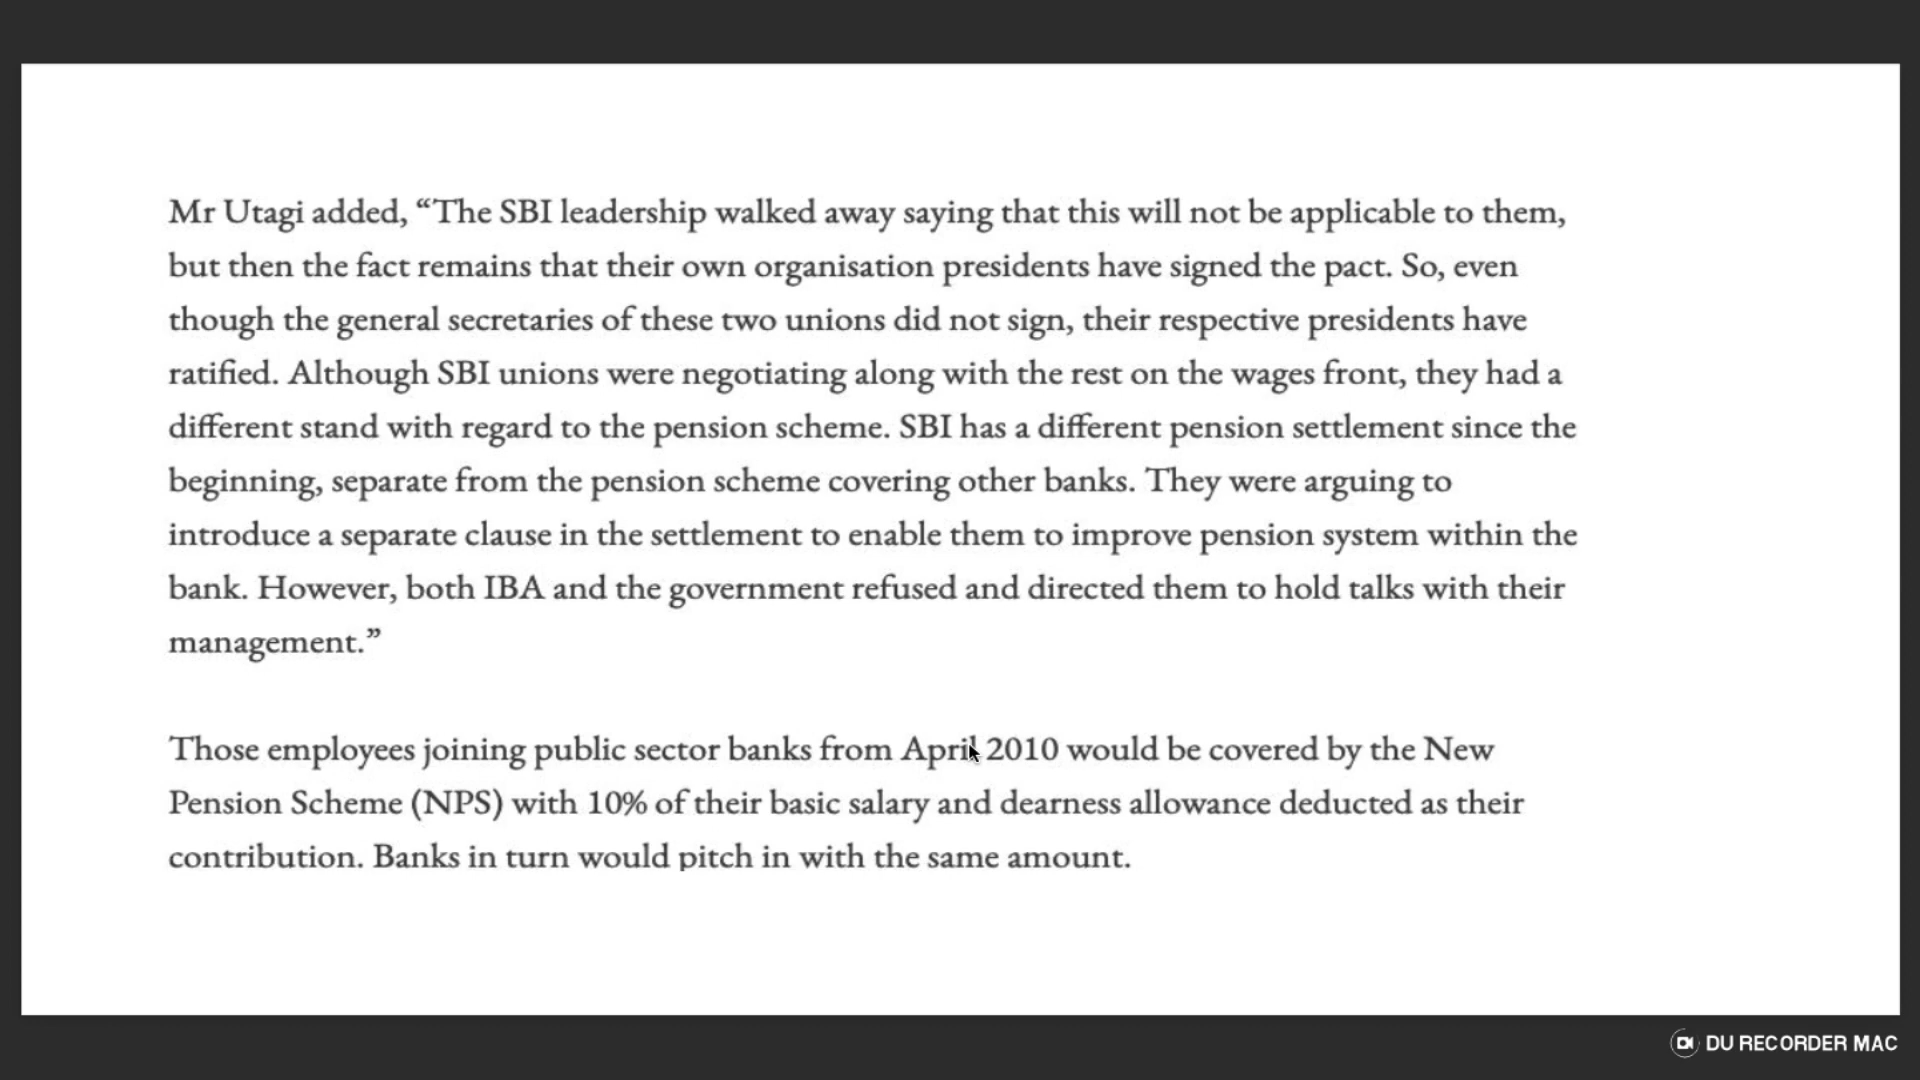 Mr Utagi added, “The SBI leadership walked away saying that this will not be applicable to them,
but then the fact remains that their own organisation presidents have signed the pact. So, even
though the general secretaries of these two unions did not sign, their respective presidents have
ratified. Although SBI unions were negotiating along with the rest on the wages front, they had a
different stand with regard to the pension scheme. SBI has a different pension settlement since the
beginning, separate from the pension scheme covering other banks. They were arguing to
introduce a separate clause in the settlement to enable them to improve pension system within the
bank. However, both IBA and the government refused and directed them to hold talks with their
management.”
Those employees joining public sector banks from April 2010 would be covered by the New
Pension Scheme (NPS) with 10% of their basic salary and dearness allowance deducted as their
contribution. Banks in turn would pitch in with the same amount.
DU RECORDER MAC